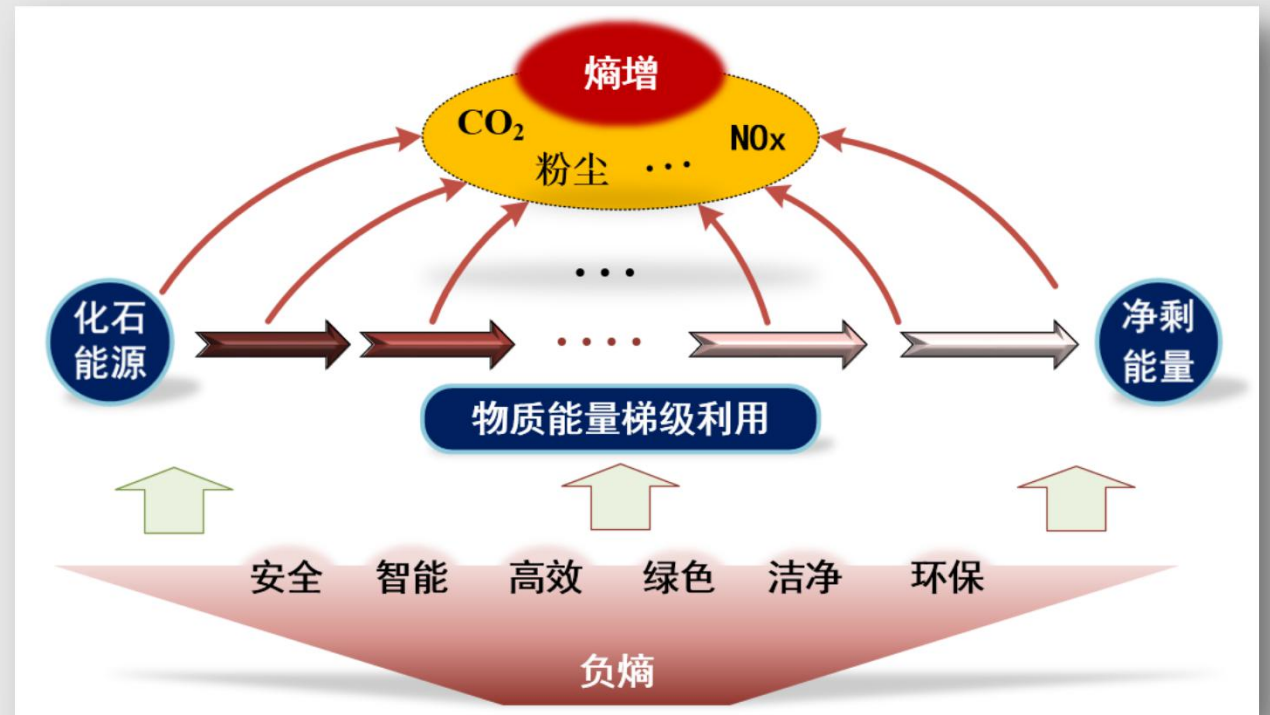 熵增
CO₂
NOx
粉尘 ···
···
化石
能源
····
净剩
能量
物质能量梯级利用
安全 智能 高效 绿色 洁净 环保
负熵